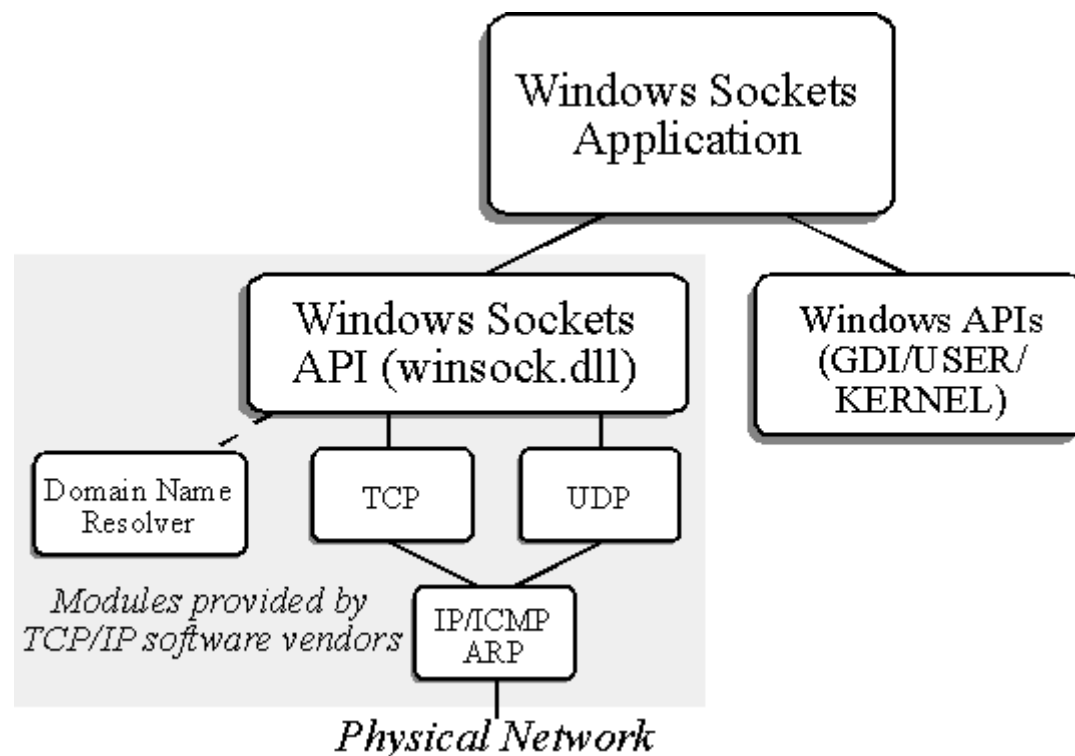 Windows Sockets
Application
Windows Sockets
API (winsock.dll)
Windows APIs
(GDI/USER/
KERNEL)
Domain Name
Resolver
TCP
UDP
Modules provided by
TCP/IP software vendors
IP/ICMP
ARP
Physical Network